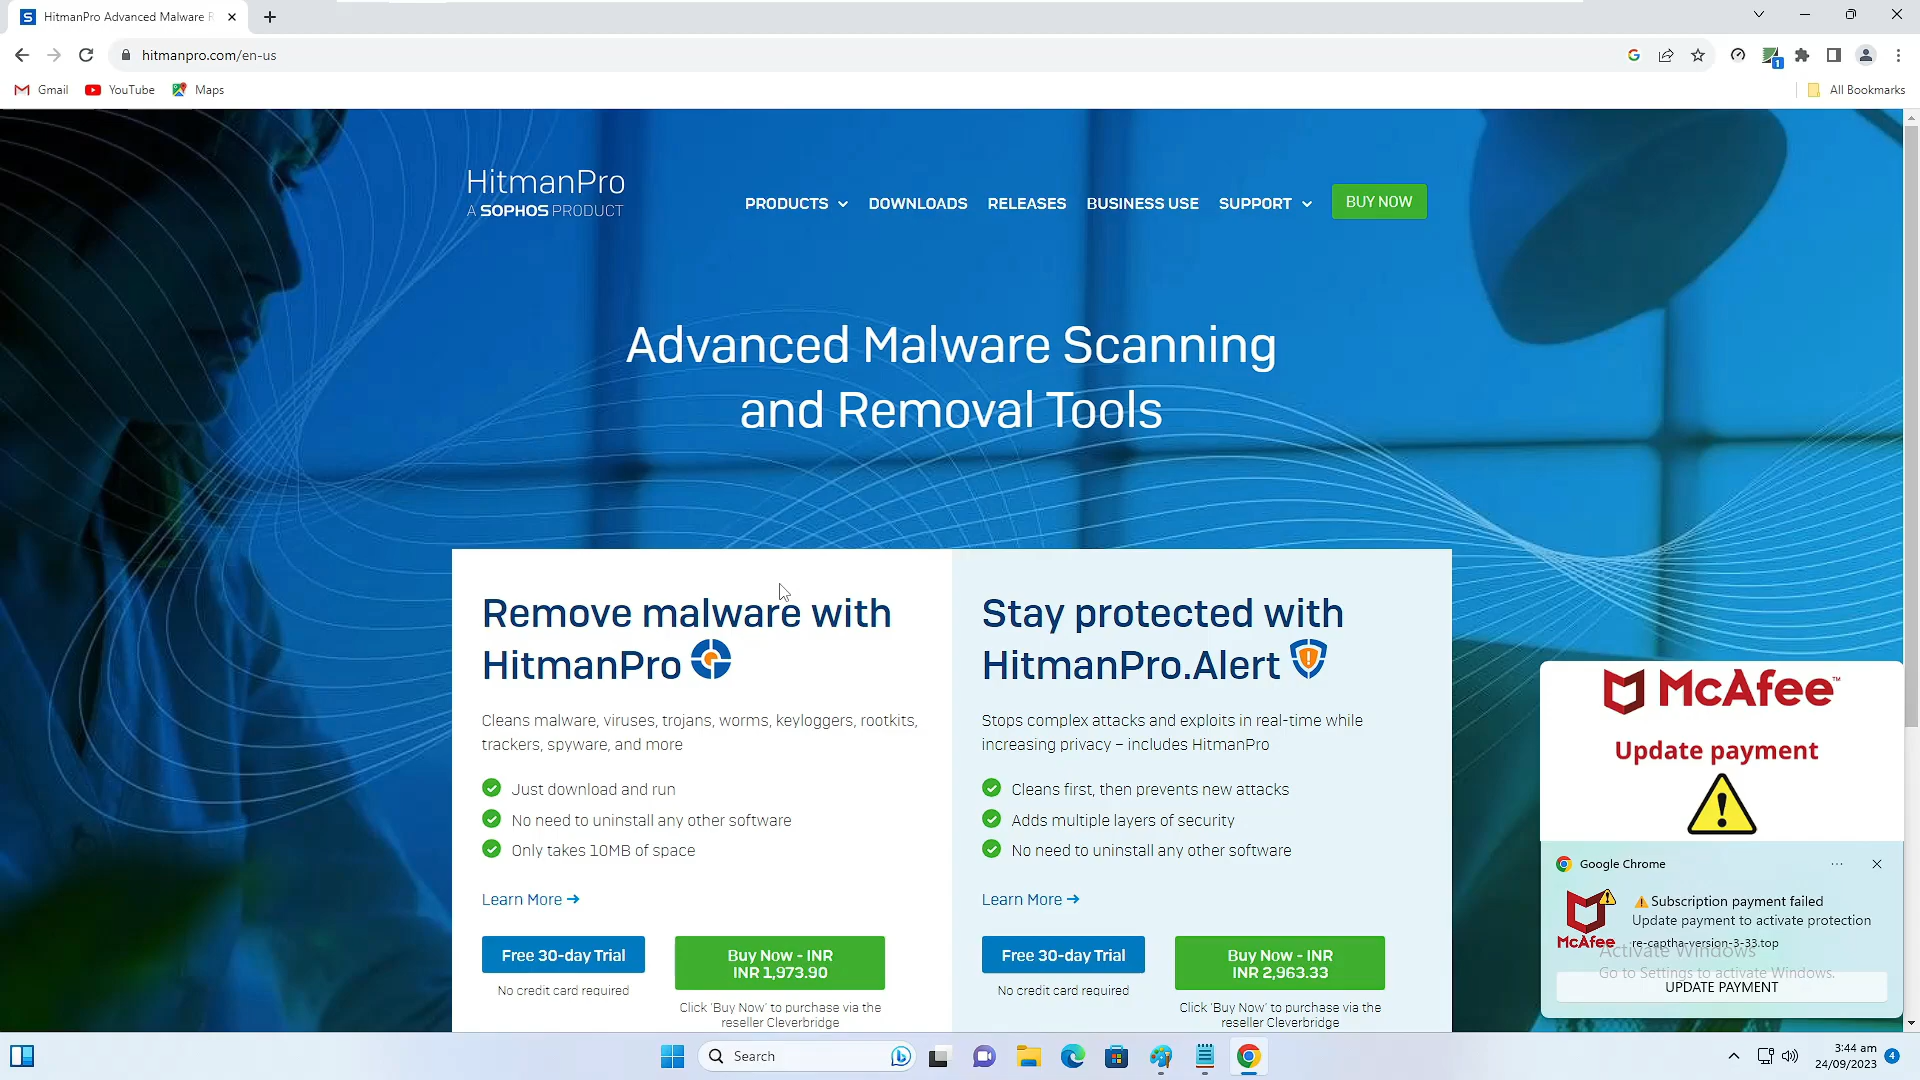 HitmanPro Advanced Malware R
hitmanpro.com/en-us
Gmail
YouTube
Maps
All Bookmarks
HitmanPro
A SOPHOS PRODUCT
PRODUCTS
DOWNLOADS
RELEASES
BUSINESS USE
SUPPORT
BUY NOW
Advanced Malware Scanning
and Removal Tools
Remove malware with
HitmanPro
Cleans malware, viruses, trojans, worms, keyloggers, rootkits,
trackers, spyware, and more
Just download and run
No need to uninstall any other software
Only takes 10MB of space
Learn More →
Free 30-day Trial
No credit card required
Buy Now - INR
INR 1,973.90
Click 'Buy Now' to purchase via the
reseller Cleverbridge
Stay protected with
HitmanPro.Alert
Stops complex attacks and exploits in real-time while
increasing privacy – includes HitmanPro
Cleans first, then prevents new attacks
Adds multiple layers of security
No need to uninstall any other software
Learn More →
Free 30-day Trial
No credit card required
Buy Now - INR
INR 2,963.33
Click 'Buy Now' to purchase via the
reseller Cleverbridge
McAfee™
Update payment
Google Chrome
McAfee
⚠Subscription payment failed
Update payment to activate protection
re-captha-version-3-33.top
Activate Windows
Go to Settings to activate Windows.
UPDATE PAYMENT
Search
3:44 am
24/09/2023
4
1